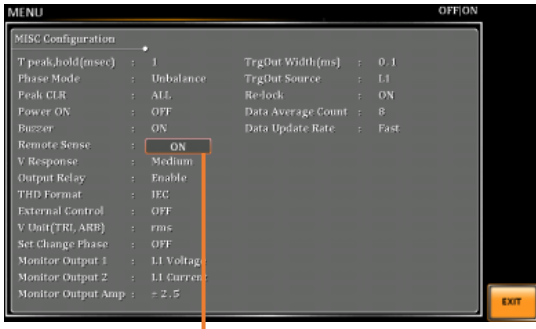 MENU
OFF|ON
MISC Configuration
T peak,hold(msec) : 1
Phase Mode : Unbalance
Peak CLR : ALL
Power ON : OFF
Buzzer : ON
Remote Sense : ON
V Response : Medium
Output Relay : Enable
THD Format : IEC
External Control : OFF
V Unit(TRI, ARB) : rms
Set Change Phase : OFF
Monitor Output 1 : L1 Voltage
Monitor Output 2 : L1 Current
Monitor Output Amp : ± 2.5
TrgOut Width(ms) : 0.1
TrgOut Source : L1
Re-lock : ON
Data Average Count : 8
Data Update Rate : Fast
EXIT